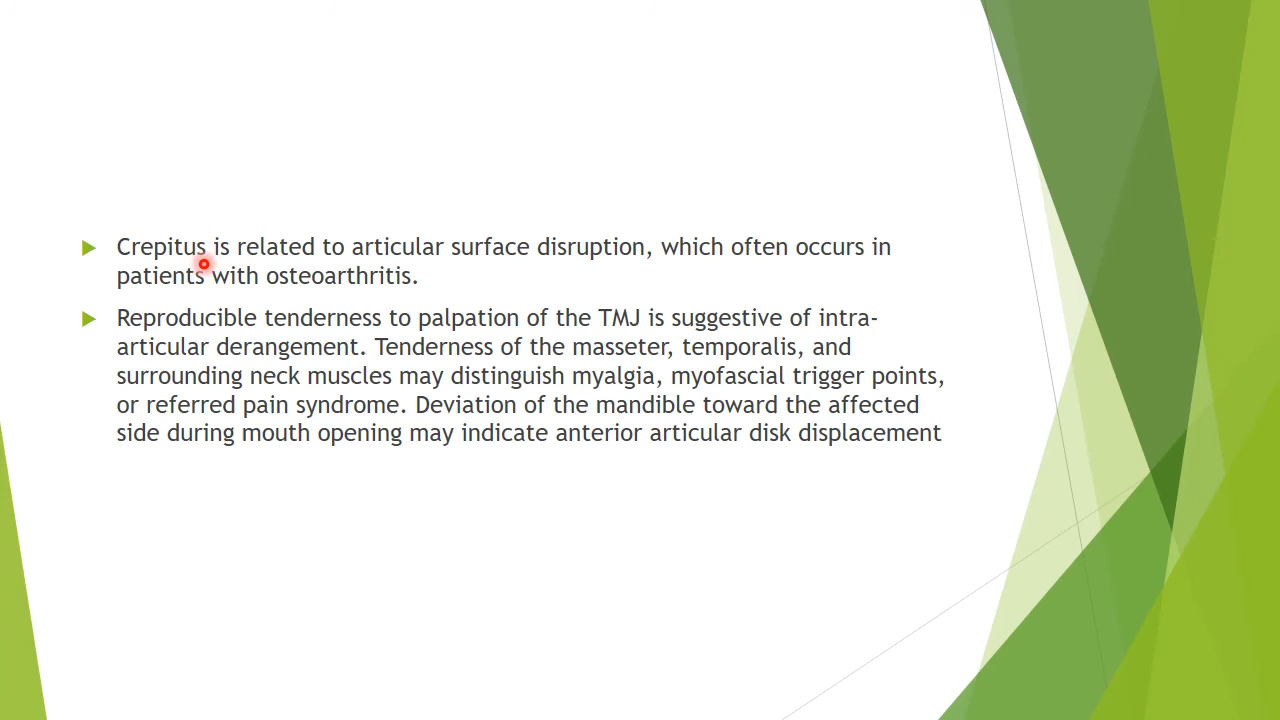 Crepitus is related to articular surface disruption, which often occurs in
patients with osteoarthritis.
Reproducible tenderness to palpation of the TMJ is suggestive of intra-
articular derangement. Tenderness of the masseter, temporalis, and
surrounding neck muscles may distinguish myalgia, myofascial trigger points,
or referred pain syndrome. Deviation of the mandible toward the affected
side during mouth opening may indicate anterior articular disk displacement